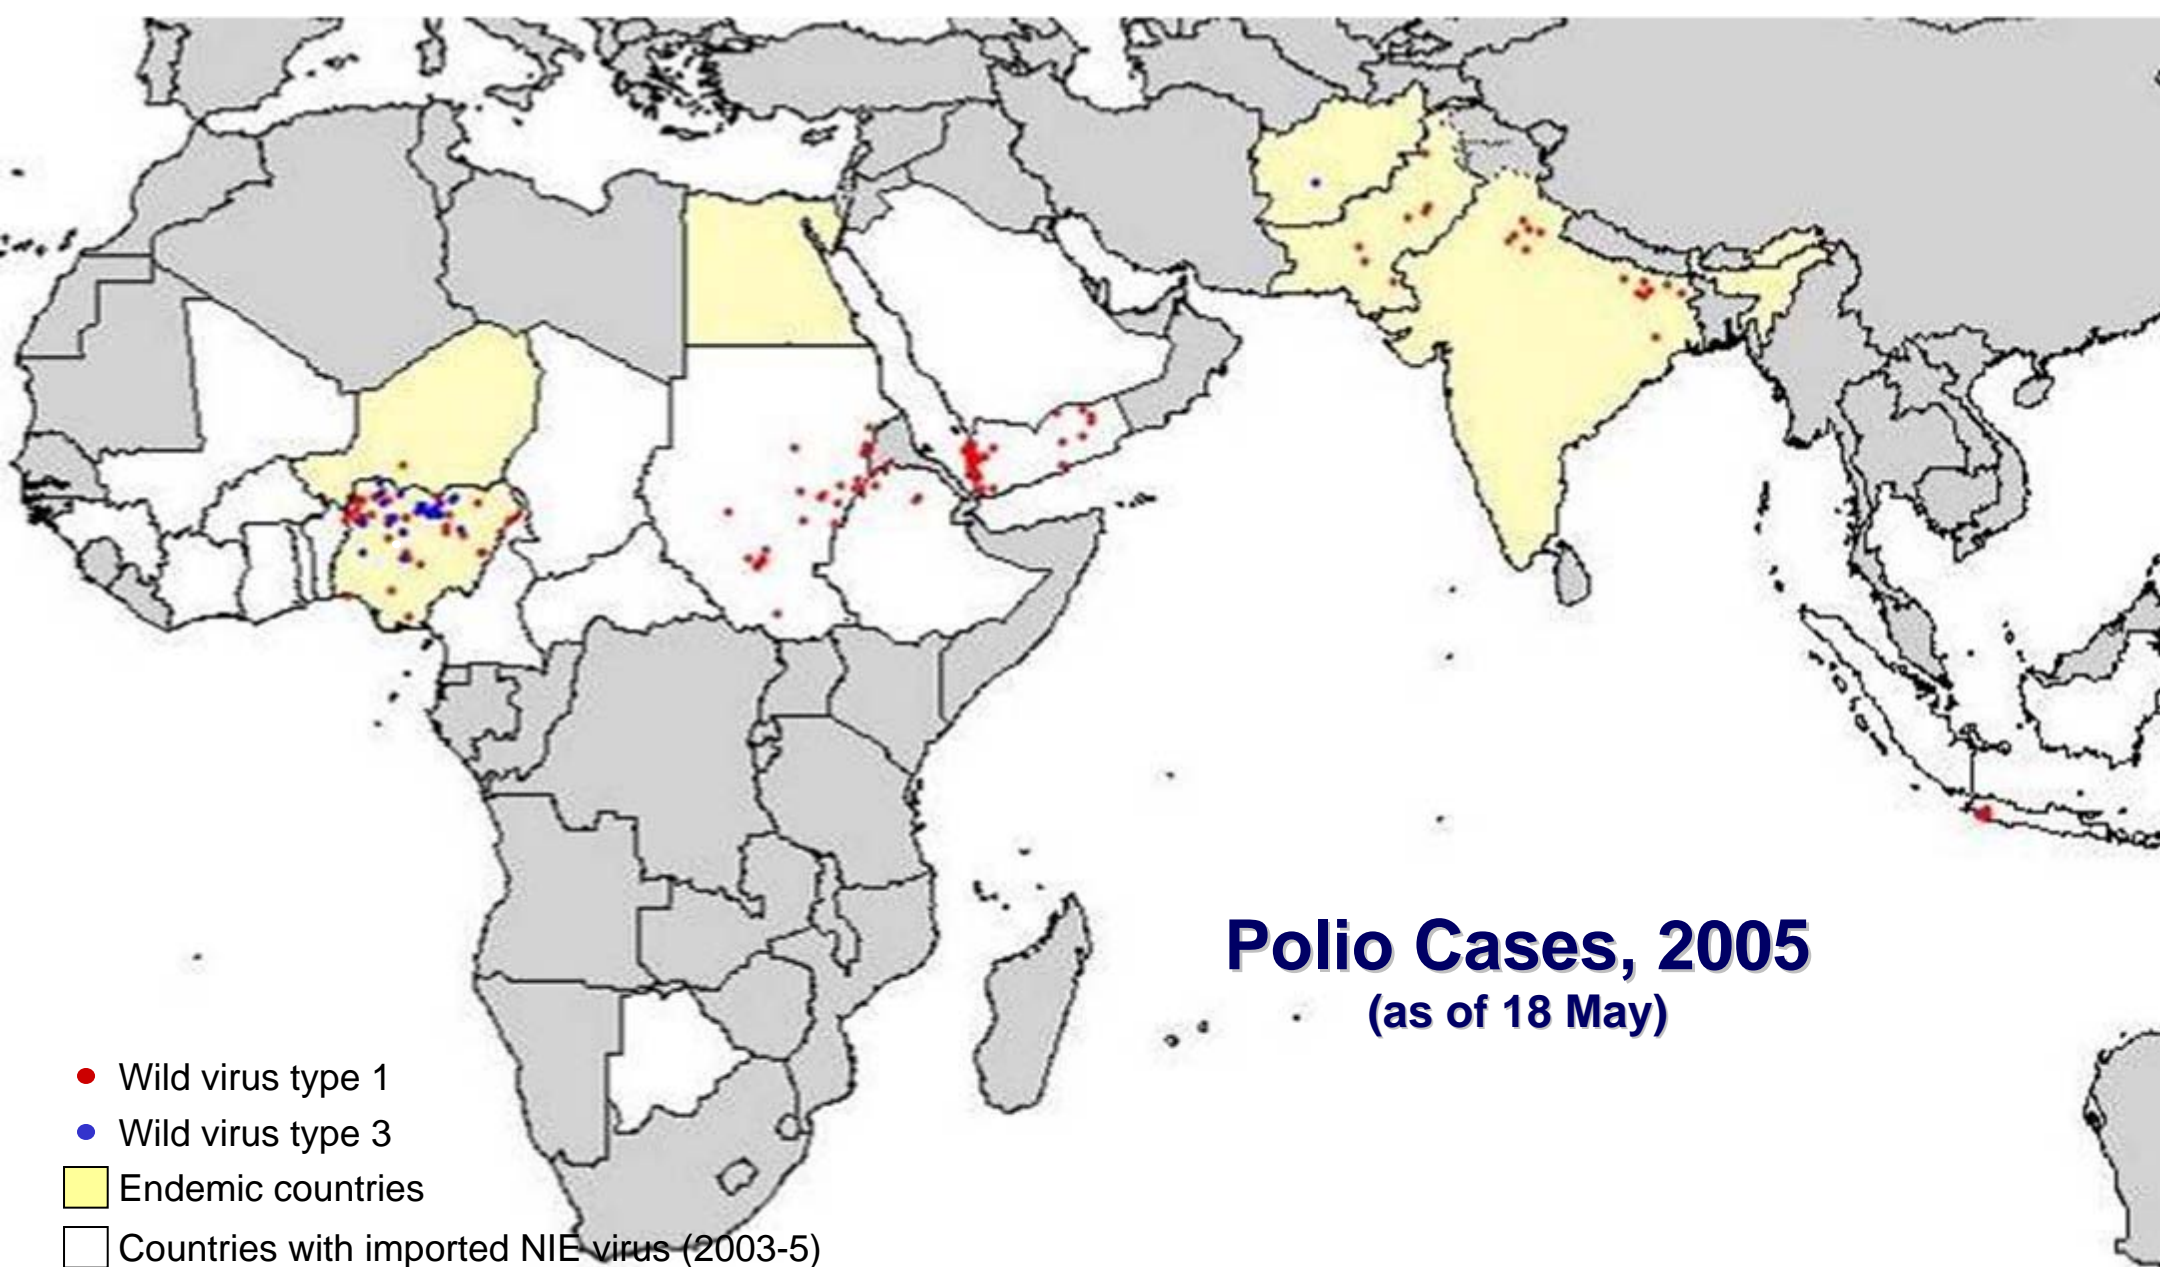 Polio Cases, 2005
(as of 18 May)
Wild virus type 1
Wild virus type 3
Endemic countries
Countries with imported NIE virus (2003-5)